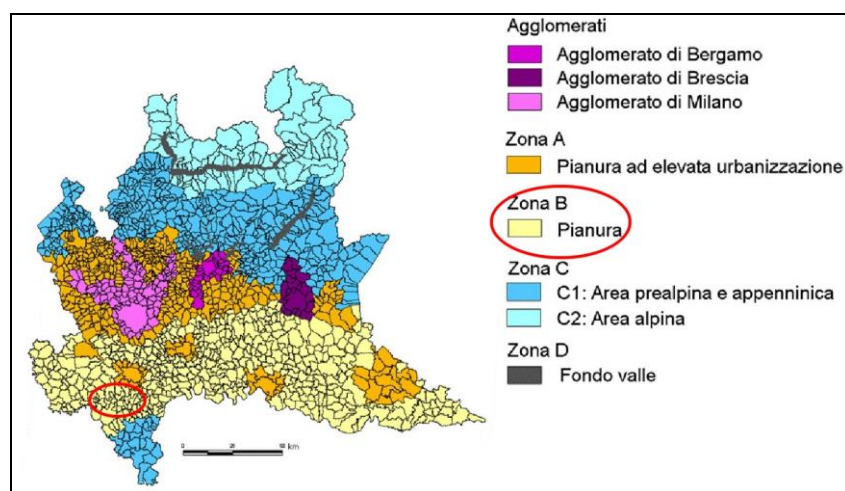 Agglomerati
Agglomerato di Bergamo
Agglomerato di Brescia
Agglomerato di Milano
Zona A
Pianura ad elevata urbanizzazione
Zona B
Pianura
Zona C
C1: Area prealpina e appenninica
C2: Area alpina
Zona D
Fondo valle
km